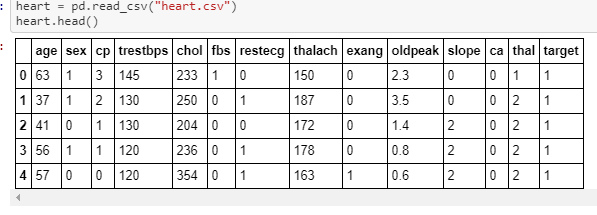 : heart = pd.read_csv("heart.csv")
heart.head()
: age sex cp trestbps chol fbs restecg thalach exang oldpeak slope ca thal target
0 63 1 3 145 233 1 0 150 0 2.3 0 0 1 1
1 37 1 2 130 250 0 1 187 0 3.5 0 0 2 1
2 41 0 1 130 204 0 0 172 0 1.4 2 0 2 1
3 56 1 1 120 236 0 1 178 0 0.8 2 0 2 1
4 57 0 0 120 354 0 1 163 1 0.6 2 0 2 1